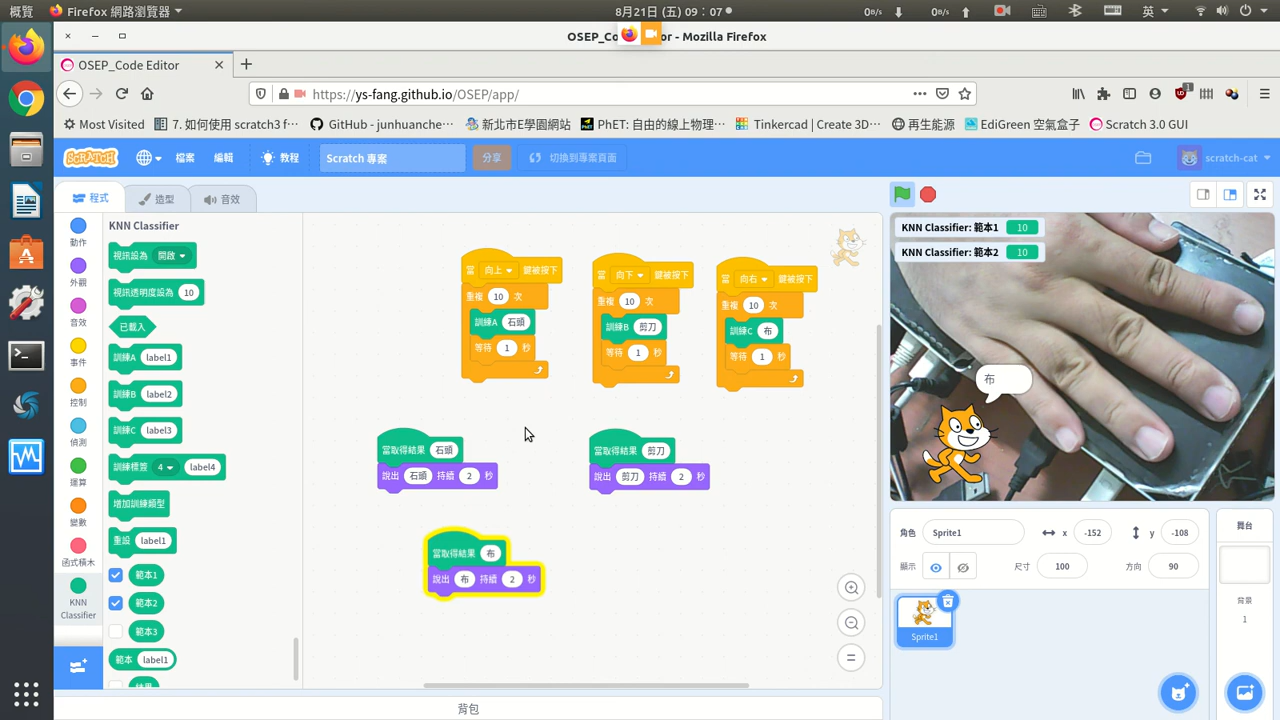 概覽 Firefox 網路瀏覽器 8月21日 (五) 09：07 0B/s 0B/s 英
OSEP_Code Editor - Mozilla Firefox
OSEP_Code Editor
https://ys-fang.github.io/OSEP/app/
Most Visited 7. 如何使用 scratch3 f⋯ GitHub - junhuanche⋯ 新北市E學園網站 PhET: 自由的線上物理⋯ Tinkercad | Create 3D⋯ 再生能源 EdiGreen 空氣盒子 Scratch 3.0 GUI
SCRATCH 檔案 編輯 教程 Scratch 專案 分享 切換到專案頁面 scratch-cat
程式 造型 音效
動作
外觀
音效
事件
控制
偵測
運算
變數
函式積木
KNN
Classifier
KNN Classifier
視訊設為 開啟
視訊透明度設為 10
已載入
訓練A label1
訓練B label2
訓練C label3
訓練標籤 4 label4
增加訓練類型
重設 label1
範本1
範本2
範本3
範本 label1
當 向上 鍵被按下
重複 10 次
訓練A 石頭
等待 1 秒
當 向下 鍵被按下
重複 10 次
訓練B 剪刀
等待 1 秒
當 向右 鍵被按下
重複 10 次
訓練C 布
等待 1 秒
當取得結果 石頭
說出 石頭 持續 2 秒
當取得結果 剪刀
說出 剪刀 持續 2 秒
當取得結果 布
說出 布 持續 2 秒
KNN Classifier: 範本1 10
KNN Classifier: 範本2 10
布
角色 Sprite1 x -152 y -108
顯示 尺寸 100 方向 90
Sprite1
舞台
背景
1
背包